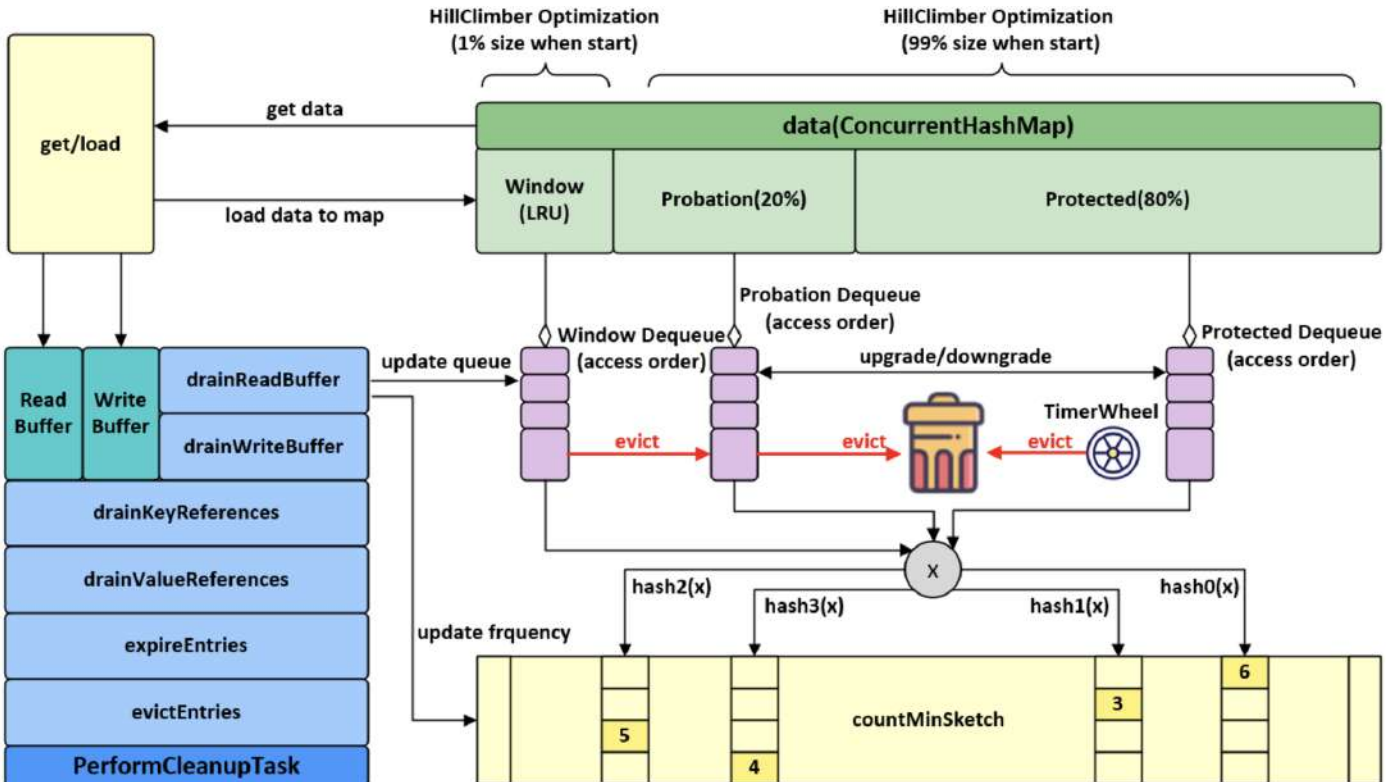 HillClimber Optimization
(1% size when start)
HillClimber Optimization
(99% size when start)
get/load
get data
load data to map
data(ConcurrentHashMap)
Window
(LRU)
Probation(20%)
Protected(80%)
Probation Dequeue
(access order)
Window Dequeue
(access order)
Protected Dequeue
(access order)
update queue
upgrade/downgrade
TimerWheel
evict
evict
evict
Read
Buffer
Write
Buffer
drainReadBuffer
drainWriteBuffer
drainKeyReferences
drainValueReferences
expireEntries
evictEntries
PerformCleanupTask
update frquency
X
hash2(x)
hash3(x)
hash1(x)
hash0(x)
countMinSketch
5
4
3
6